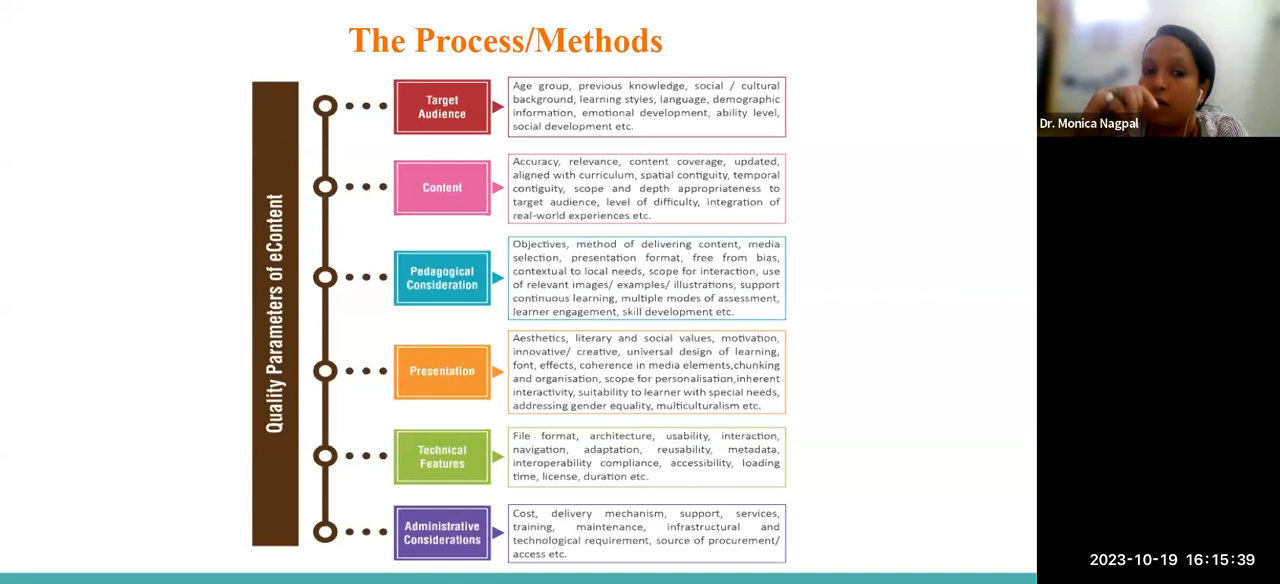 The Process/Methods
Quality Parameters of eContent
Target
Audience
Age group, previous knowledge, social / cultural
background, learning styles, language, demographic
information, emotional development, ability level,
social development etc.
Content
Accuracy, relevance, content coverage, updated,
aligned with curriculum, spatial contiguity, temporal
contiguity, scope and depth appropriateness to
target audience, level of difficulty, integration of
real-world experiences etc.
Pedagogical
Consideration
Objectives, method of delivering content, media
selection, presentation format, free from bias,
contextual to local needs, scope for interaction, use
of relevant images/ examples/ illustrations, support
continuous learning, multiple modes of assessment,
learner engagement, skill development etc.
Presentation
Aesthetics, literary and social values, motivation,
innovative/ creative, universal design of learning,
font, effects, coherence in media elements,chunking
and organisation, scope for personalisation,inherent
interactivity, suitability to learner with special needs,
addressing gender equality, multiculturalism etc.
Technical
Features
File format, architecture, usability, interaction,
navigation, adaptation, reusability, metadata,
interoperability compliance, accessibility, loading
time, license, duration etc.
Administrative
Considerations
Cost, delivery mechanism, support, services,
training, maintenance, infrastructural and
technological requirement, source of procurement/
access etc.
Dr. Monica Nagpal
2023-10-19 16:15:39